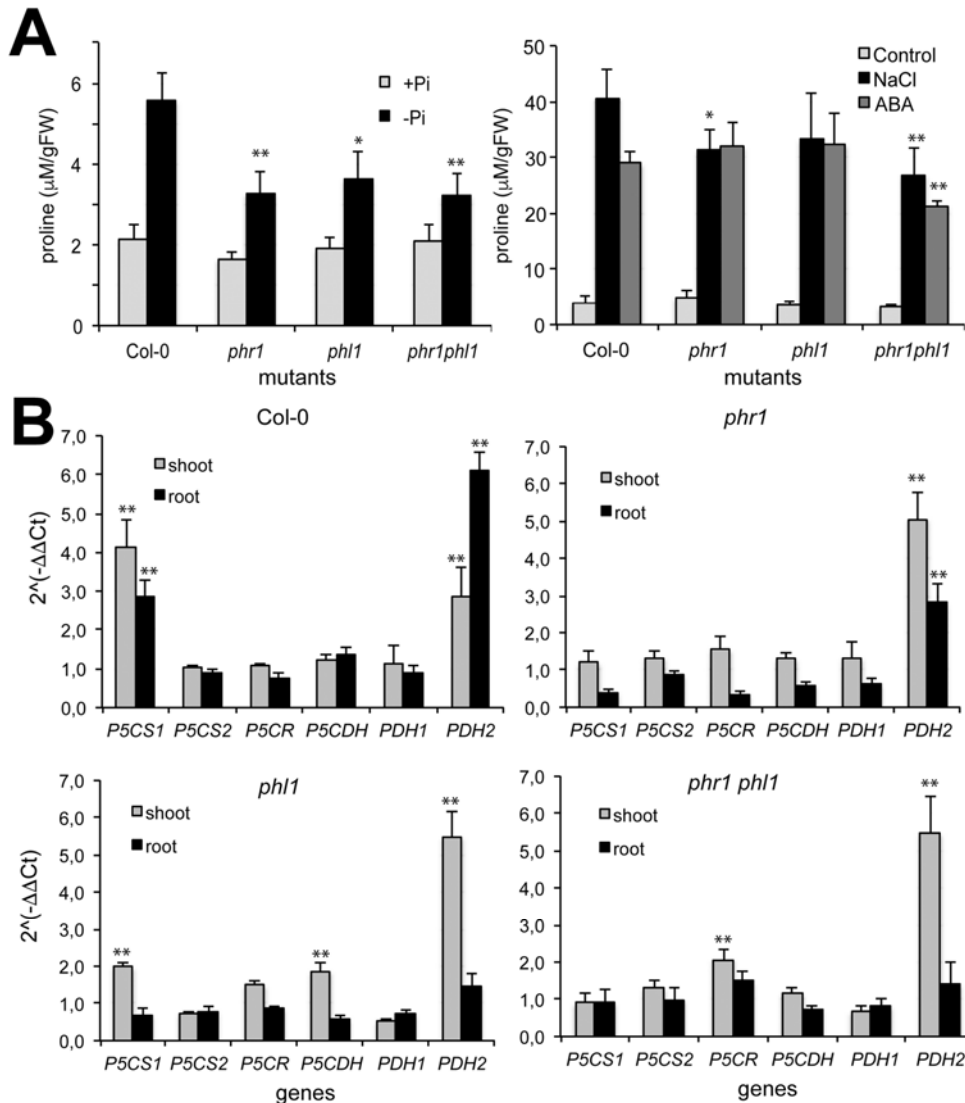 A
6
4
2
0
proline (µM/gFW)
+Pi
-Pi
**
*
**
Col-0
phr1
phl1
phr1phl1
mutants
50
40
30
20
10
0
proline (µM/gFW)
Control
NaCl
ABA
*
**
**
Col-0
phr1
phl1
phr1phl1
mutants
B
Col-0
7,0
6,0
5,0
4,0
3,0
2,0
1,0
0,0
2^(-ΔΔCt)
shoot
root
**
**
**
**
P5CS1
P5CS2
P5CR
P5CDH
PDH1
PDH2
phr1
7,0
6,0
5,0
4,0
3,0
2,0
1,0
0,0
shoot
root
**
**
P5CS1
P5CS2
P5CR
P5CDH
PDH1
PDH2
phl1
7,0
6,0
5,0
4,0
3,0
2,0
1,0
0,0
2^(-ΔΔCt)
shoot
root
**
**
**
P5CS1
P5CS2
P5CR
P5CDH
PDH1
PDH2
genes
phr1 phl1
7,0
6,0
5,0
4,0
3,0
2,0
1,0
0,0
shoot
root
**
**
P5CS1
P5CS2
P5CR
P5CDH
PDH1
PDH2
genes